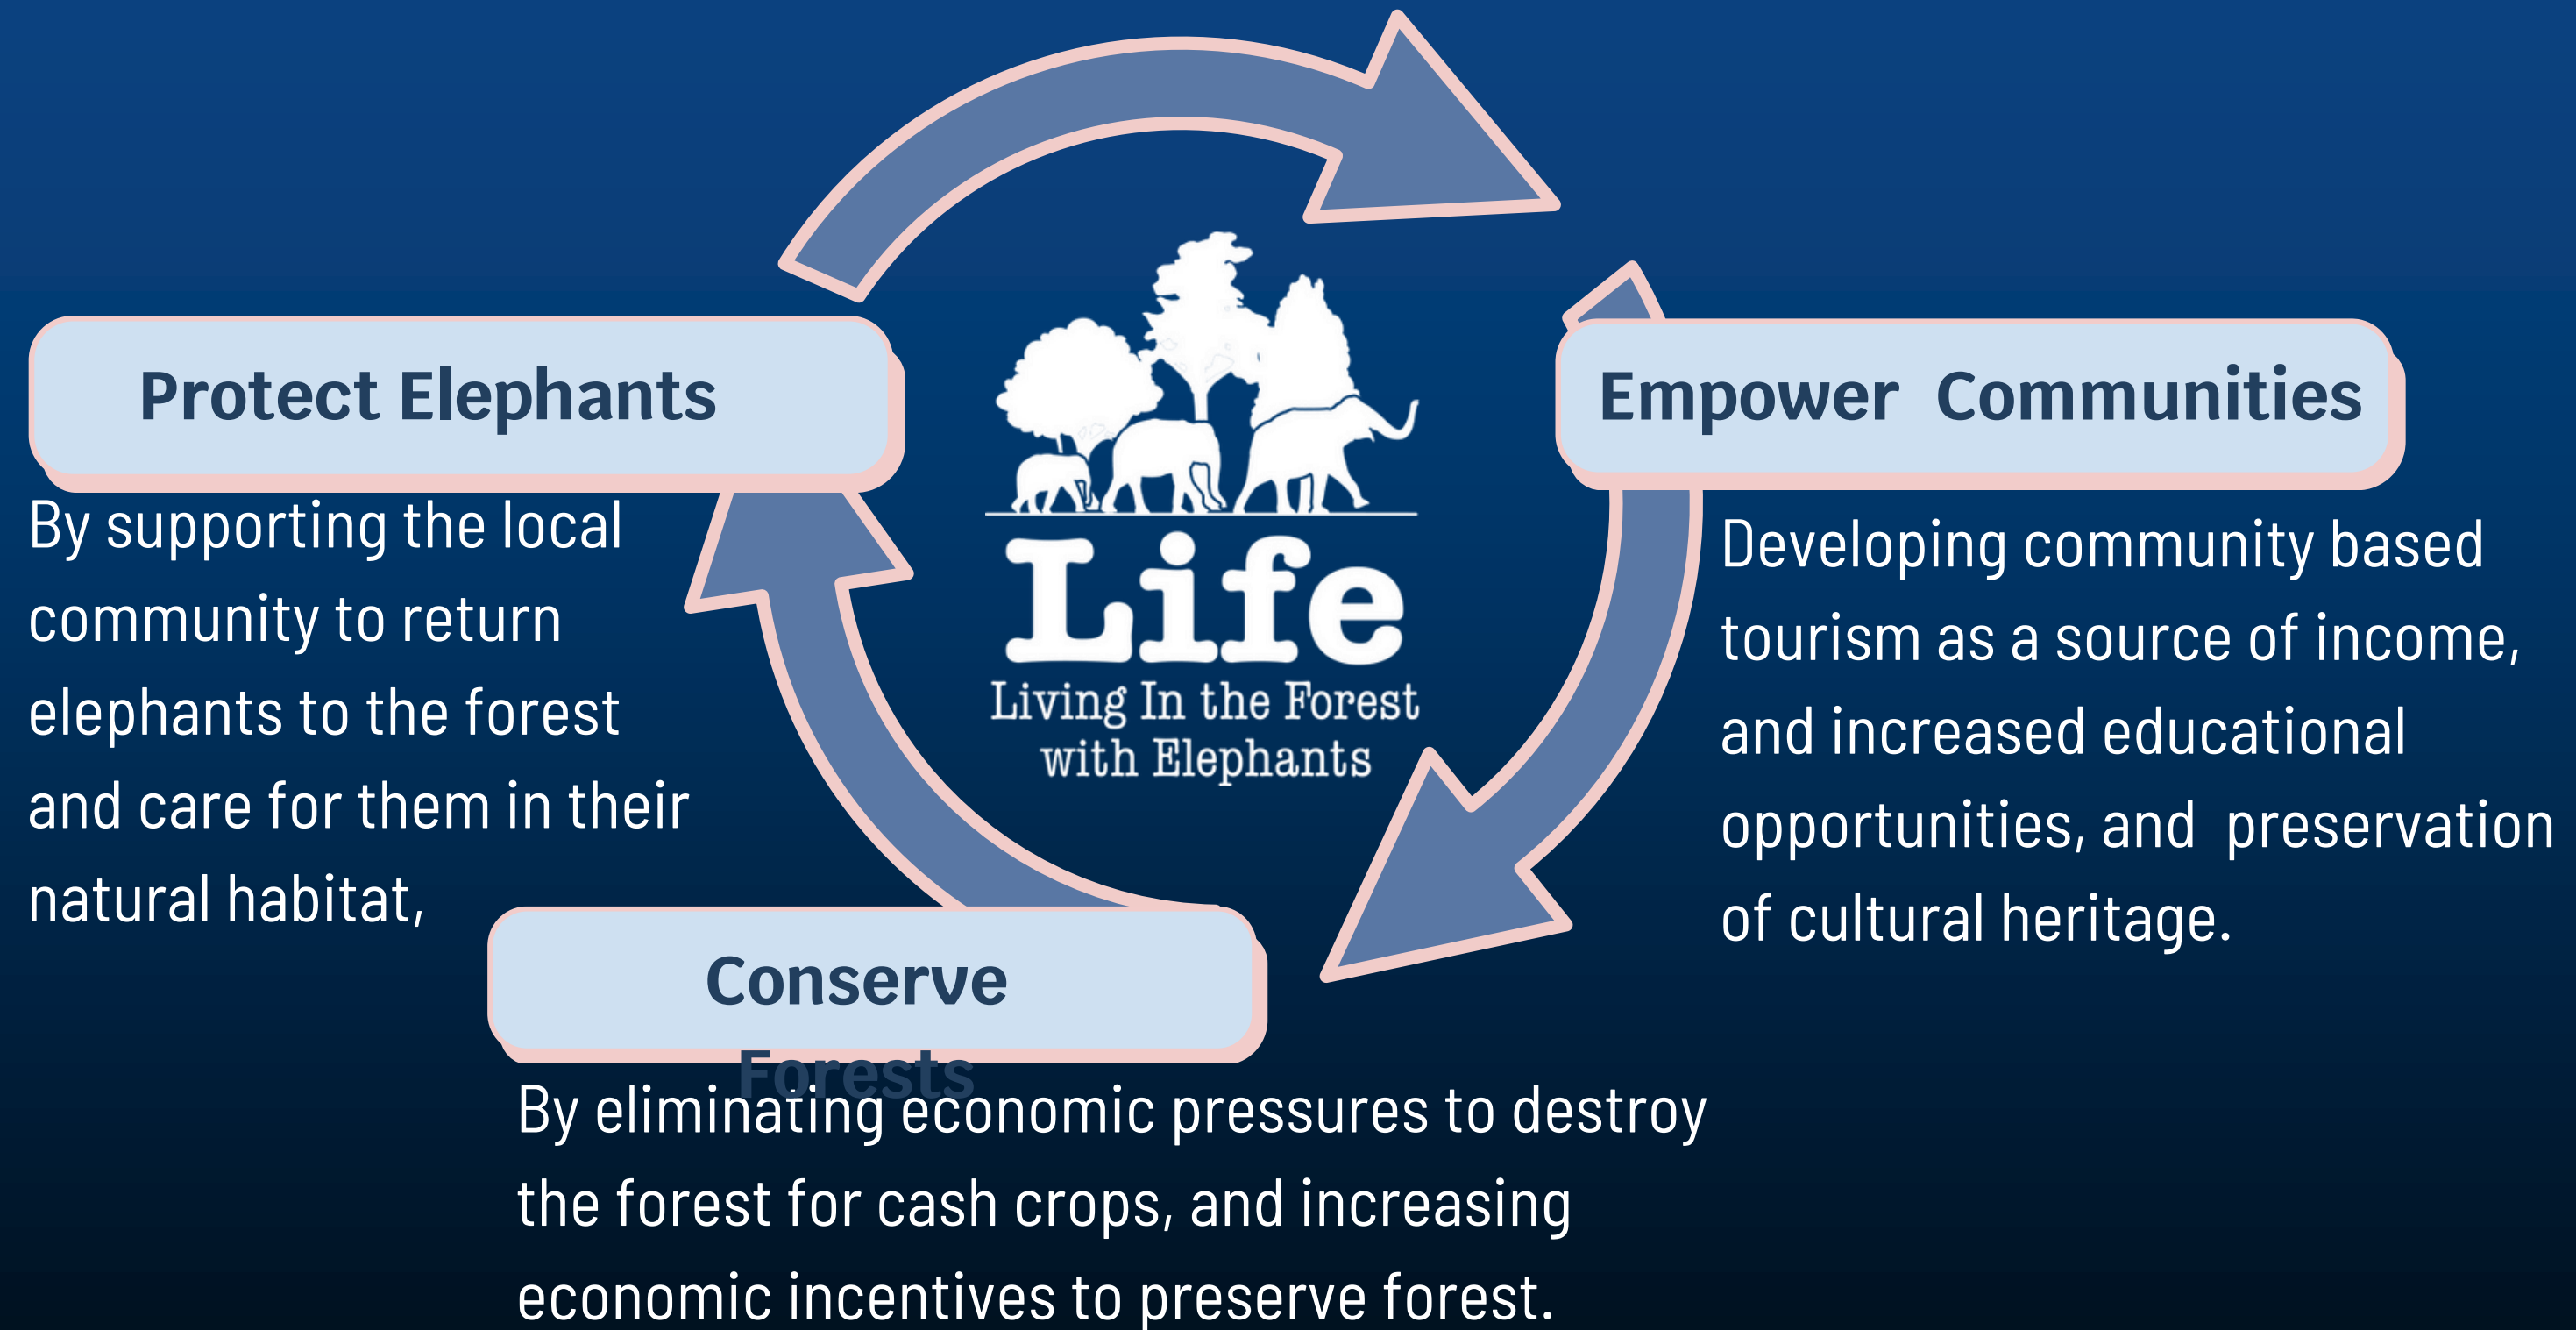 Protect Elephants
By supporting the local
community to return
elephants to the forest
and care for them in their
natural habitat,
Life
Living In the Forest
with Elephants
Empower  Communities
Developing community based
tourism as a source of income,
and increased educational
opportunities, and  preservation
of cultural heritage.
Conserve
Forests
By eliminating economic pressures to destroy
the forest for cash crops, and increasing
economic incentives to preserve forest.